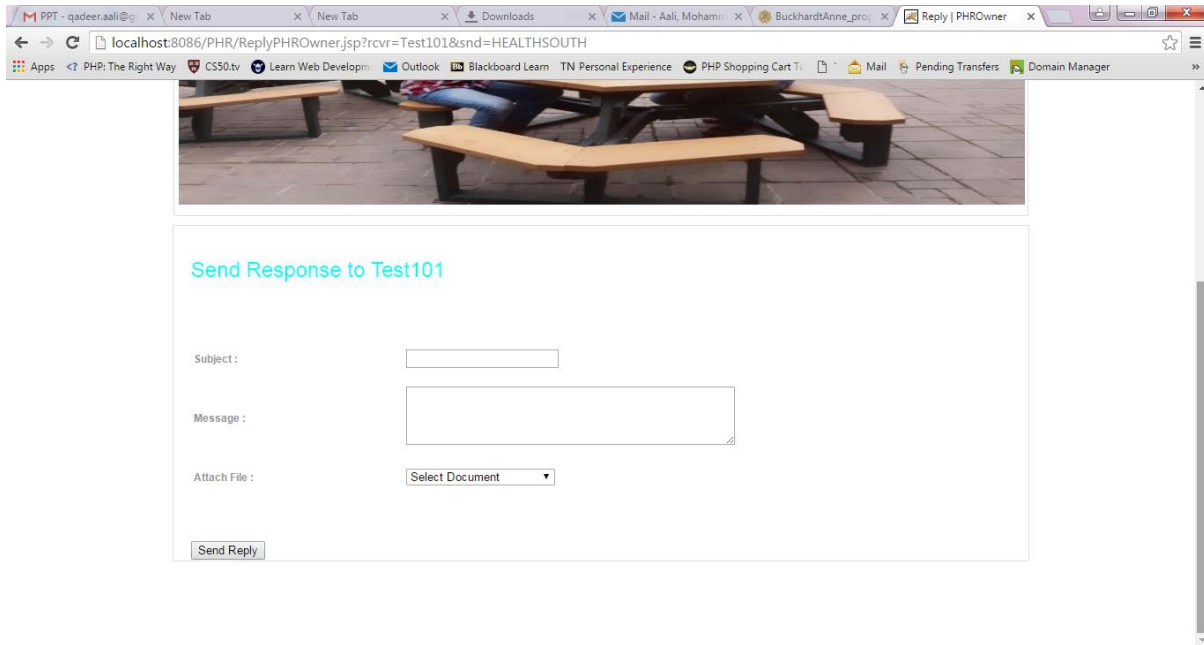 PPT - qadeer.aali@g New Tab New Tab Downloads Mail - Aali, Mohamm BuckhardtAnne_prop Reply | PHROwner
localhost:8086/PHR/ReplyPHROwner.jsp?rcvr=Test101&snd=HEALTHSOUTH
Apps PHP: The Right Way CS50.tv Learn Web Developm Outlook Blackboard Learn TN Personal Experience PHP Shopping Cart Tu Mail Pending Transfers Domain Manager
Send Response to Test101
Subject :
Message :
Attach File : Select Document
Send Reply